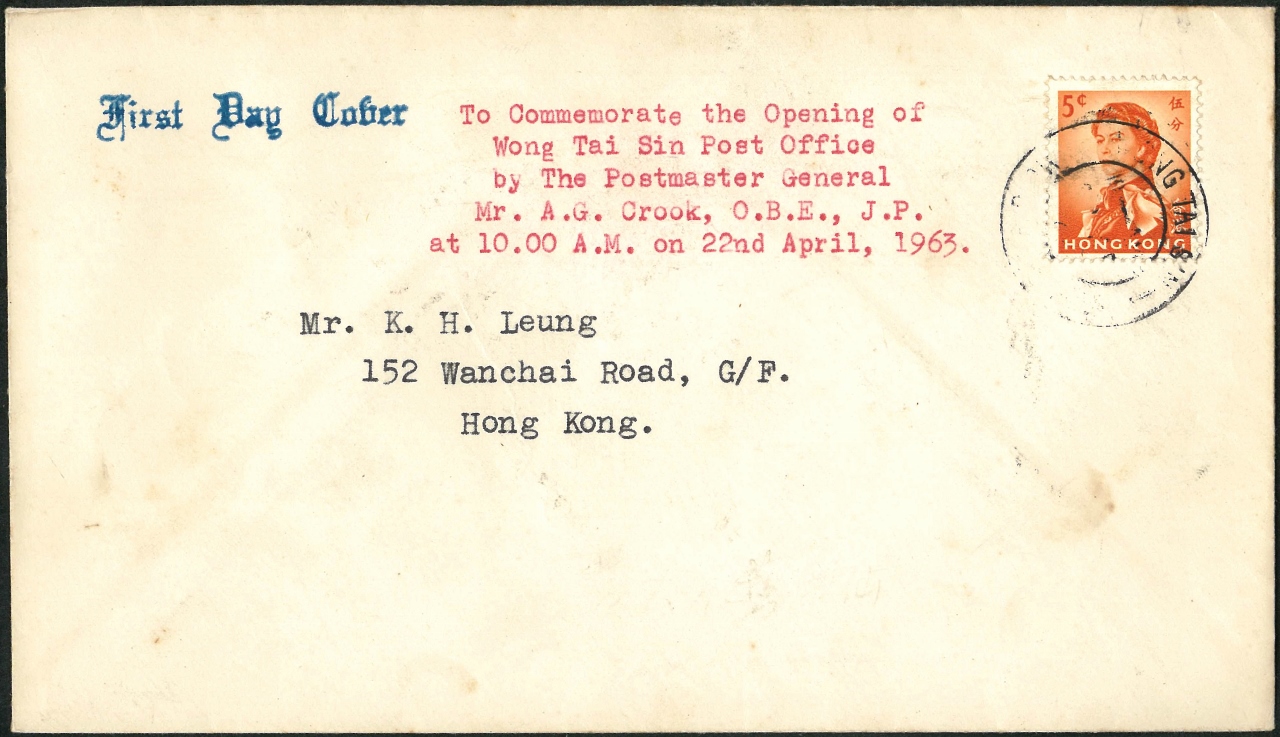 First Day Cover
To Commemorate the Opening of
Wong Tai Sin Post Office
by The Postmaster General
Mr. A.G. Crook, O.B.E., J.P.
at 10.00 A.M. on 22nd April, 1963.
5¢
伍分
HONG KONG
TAI SIN
Mr. K. H. Leung
152 Wanchai Road, G/F.
Hong Kong.